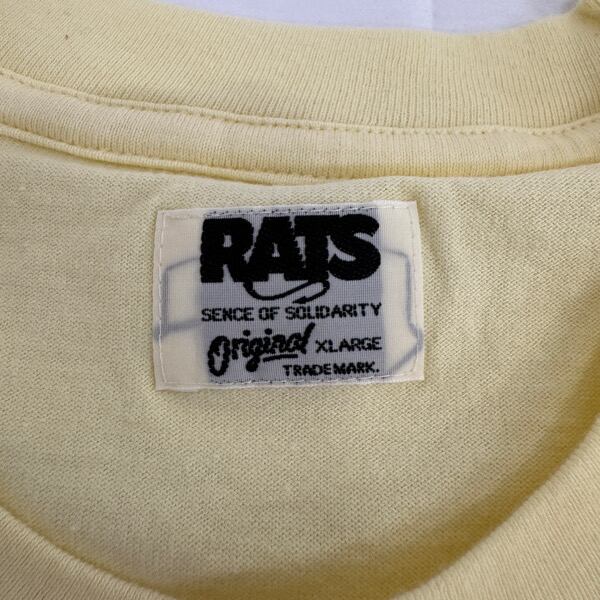 RATS
SENCE OF SOLIDARITY
Original XLARGE
TRADE MARK.